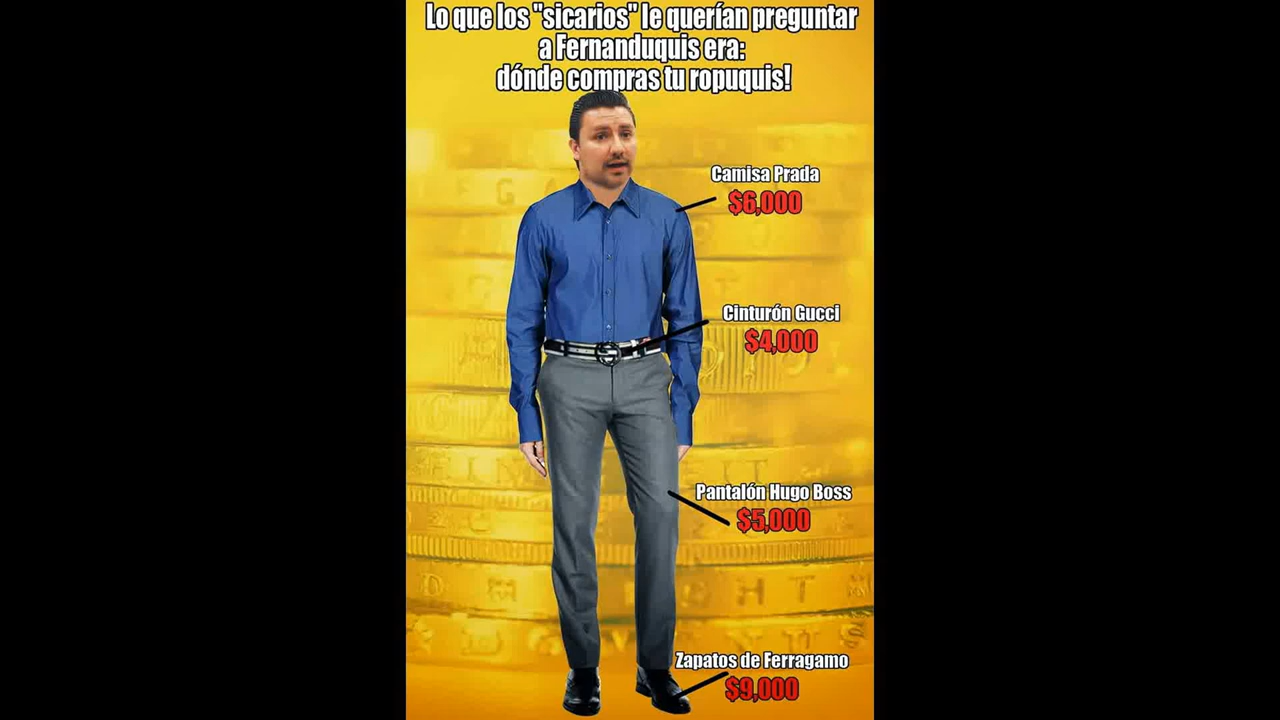 Lo que los "sicarios" le querían preguntar
a Fernanduquis era:
dónde compras tu ropuquis!
Camisa Prada
$6,000
Cinturón Gucci
$4,000
Pantalón Hugo Boss
$5,000
Zapatos de Ferragamo
$9,000